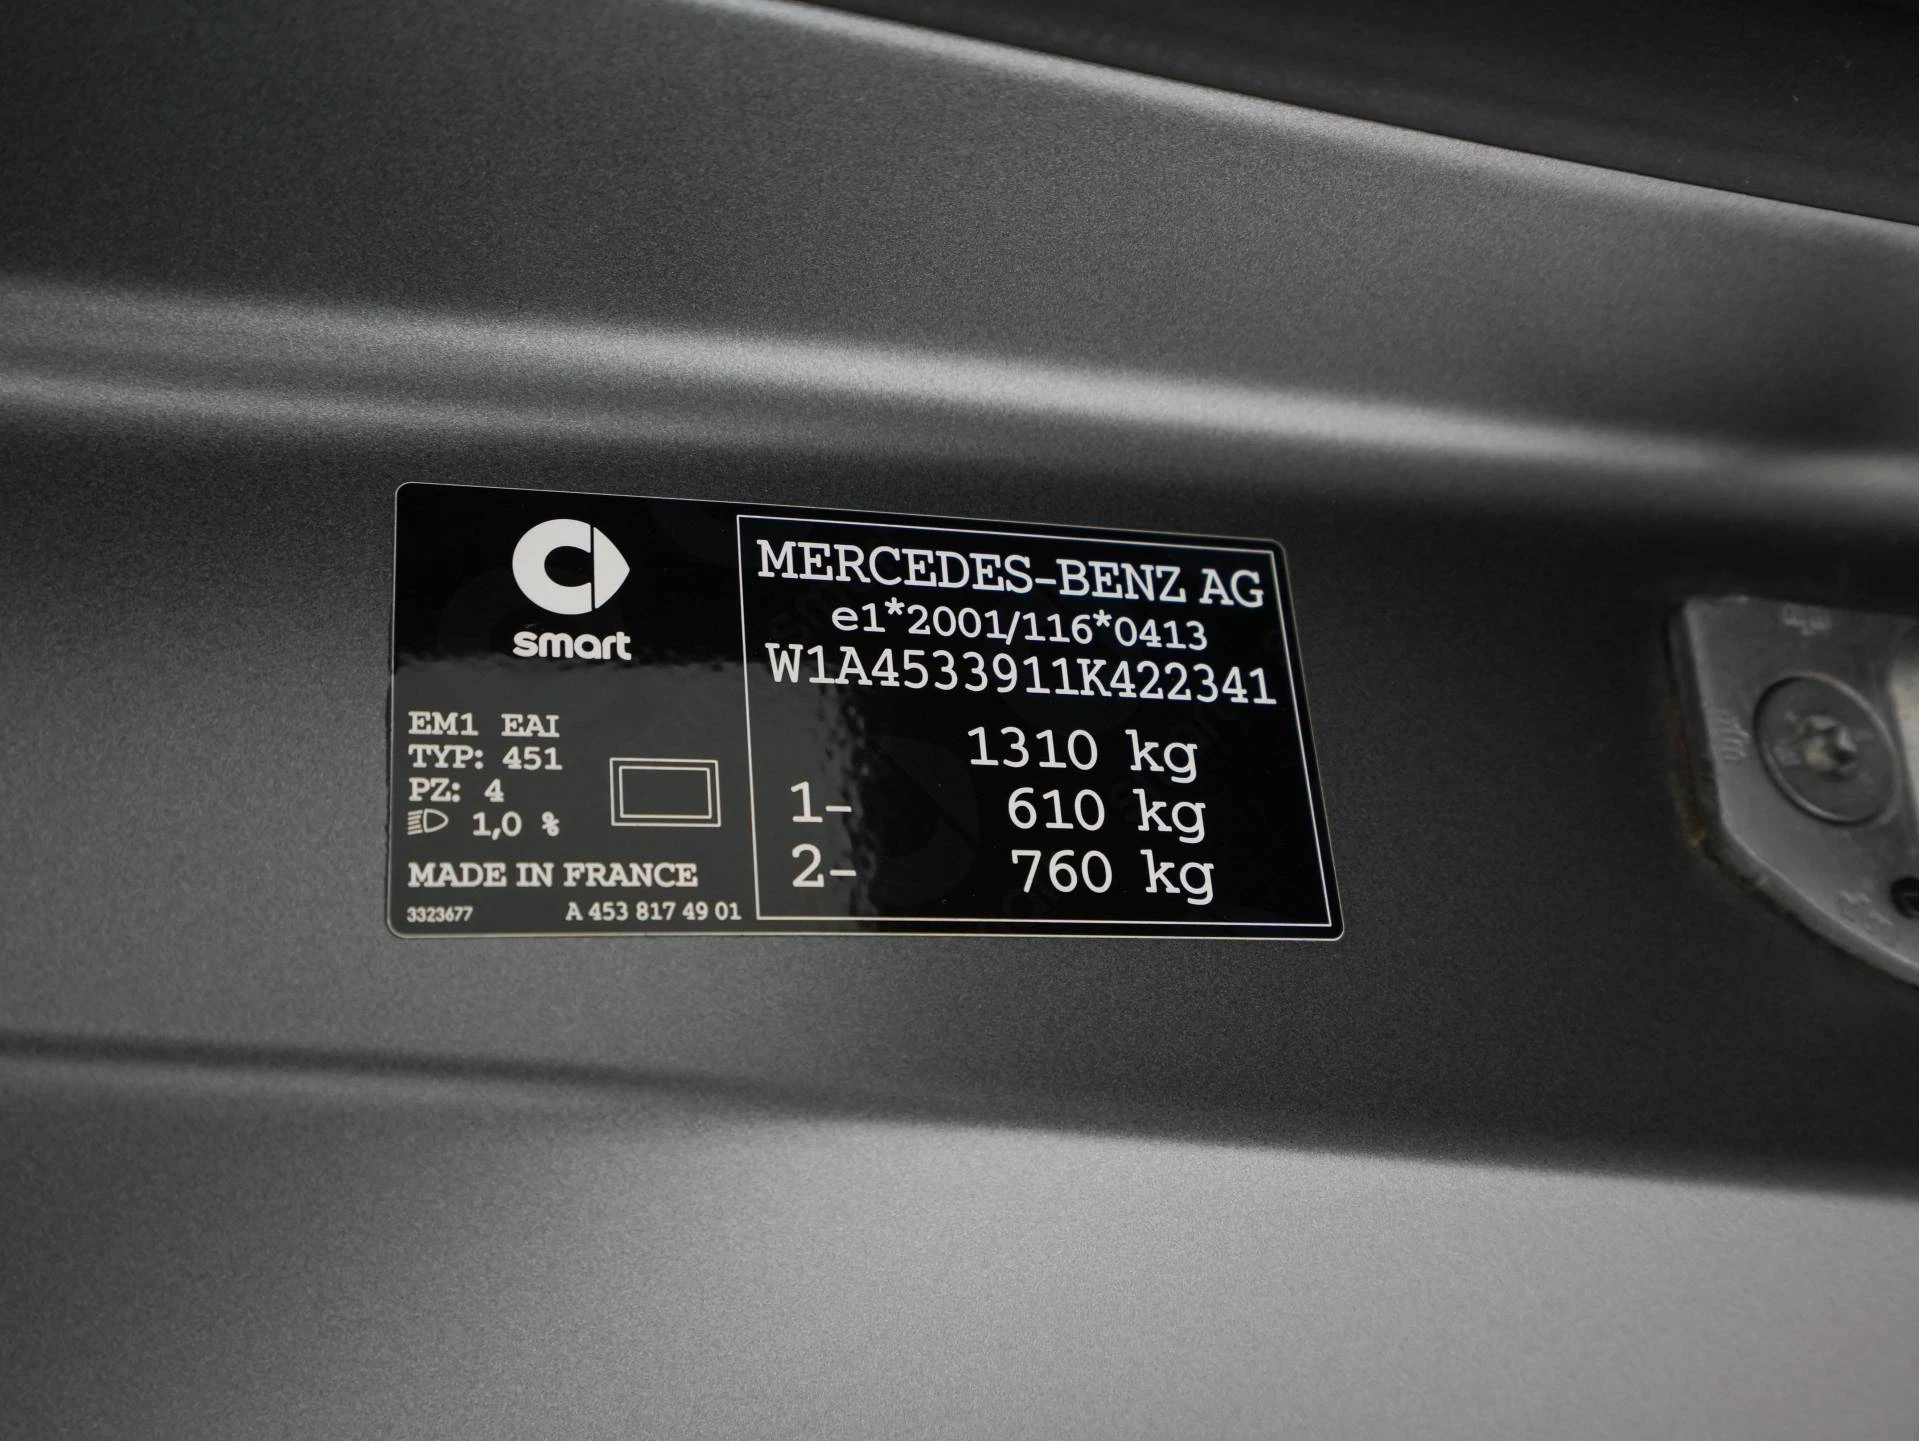 smart
EM1 EAI
TYP: 451
PZ: 4
1,0 %
MADE IN FRANCE
3323677 A 453 817 49 01
MERCEDES-BENZ AG
e1*2001/116*0413
W1A4533911K422341
1310 kg
1- 610 kg
2- 760 kg